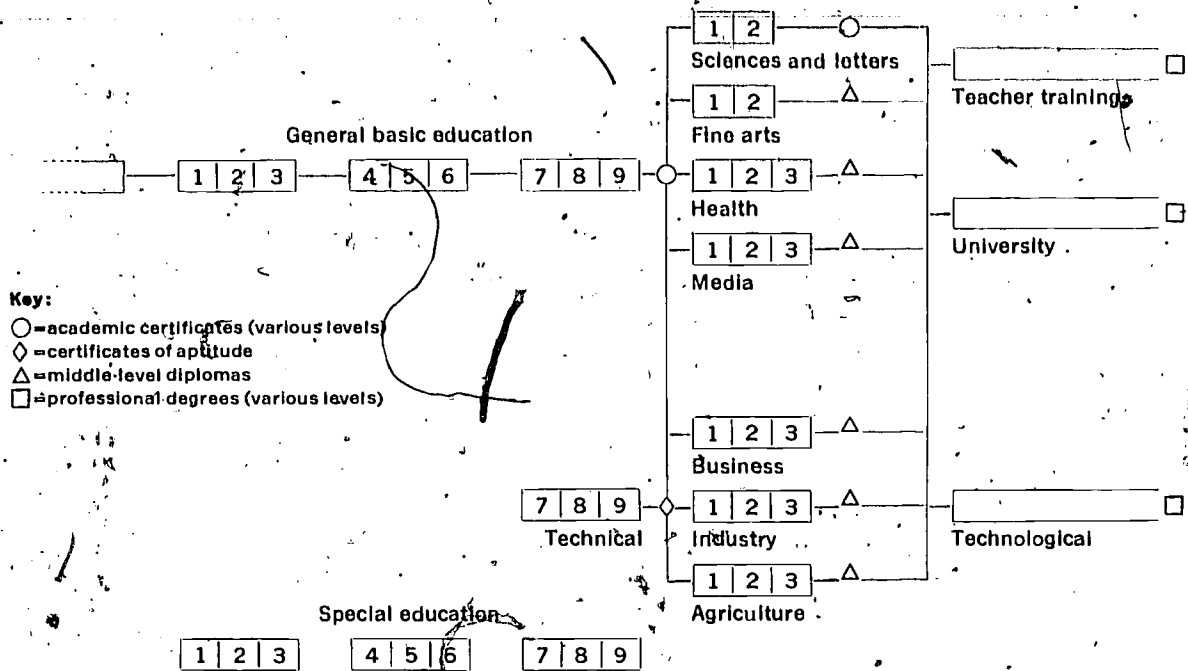 1 2
Sciences and letters
Teacher trainings
1 2
Fine arts
General basic education
1 2 3
4 5 6
7 8 9
1 2 3
Health
University
1 2 3
Media
Key:
○=academic certificates (various levels)
◇=certificates of aptitude
△=middle-level diplomas
□=professional degrees (various levels)
1 2 3
Business
7 8 9
Technical
1 2 3
Industry
Technological
1 2 3
Agriculture
Special education
1 2 3
4 5 6
7 8 9